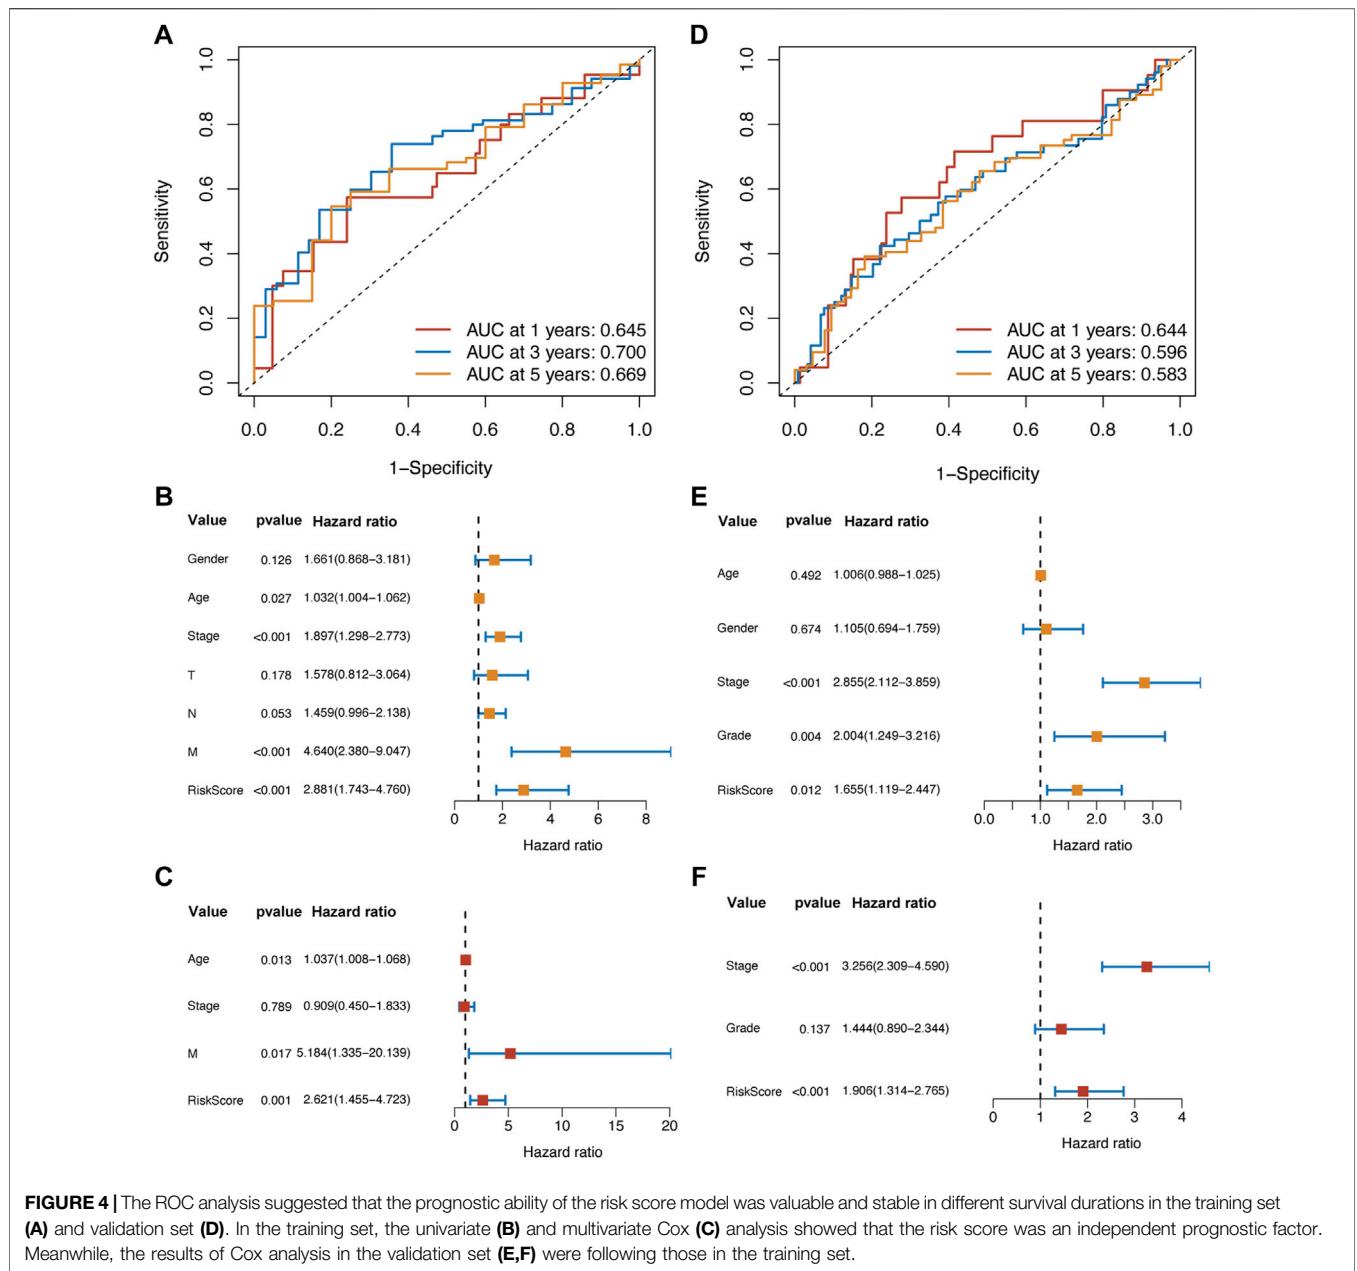 A
Sensitivity
1.0
0.8
0.6
0.4
0.2
0.0
AUC at 1 years: 0.645
AUC at 3 years: 0.700
AUC at 5 years: 0.669
0.0 0.2 0.4 0.6 0.8 1.0
1–Specificity
D
Sensitivity
1.0
0.8
0.6
0.4
0.2
0.0
AUC at 1 years: 0.644
AUC at 3 years: 0.596
AUC at 5 years: 0.583
0.0 0.2 0.4 0.6 0.8 1.0
1–Specificity
B
Value pvalue Hazard ratio
Gender 0.126 1.661(0.868–3.181)
Age 0.027 1.032(1.004–1.062)
Stage <0.001 1.897(1.298–2.773)
T 0.178 1.578(0.812–3.064)
N 0.053 1.459(0.996–2.138)
M <0.001 4.640(2.380–9.047)
RiskScore <0.001 2.881(1.743–4.760)
0 2 4 6 8
Hazard ratio
E
Value pvalue Hazard ratio
Age 0.492 1.006(0.988–1.025)
Gender 0.674 1.105(0.694–1.759)
Stage <0.001 2.855(2.112–3.859)
Grade 0.004 2.004(1.249–3.216)
RiskScore 0.012 1.655(1.119–2.447)
0.0 1.0 2.0 3.0
Hazard ratio
C
Value pvalue Hazard ratio
Age 0.013 1.037(1.008–1.068)
Stage 0.789 0.909(0.450–1.833)
M 0.017 5.184(1.335–20.139)
RiskScore 0.001 2.621(1.455–4.723)
0 5 10 15 20
Hazard ratio
F
Value pvalue Hazard ratio
Stage <0.001 3.256(2.309–4.590)
Grade 0.137 1.444(0.890–2.344)
RiskScore <0.001 1.906(1.314–2.765)
0 1 2 3 4
Hazard ratio
FIGURE 4 | The ROC analysis suggested that the prognostic ability of the risk score model was valuable and stable in different survival durations in the training set
(A) and validation set (D). In the training set, the univariate (B) and multivariate Cox (C) analysis showed that the risk score was an independent prognostic factor.
Meanwhile, the results of Cox analysis in the validation set (E,F) were following those in the training set.